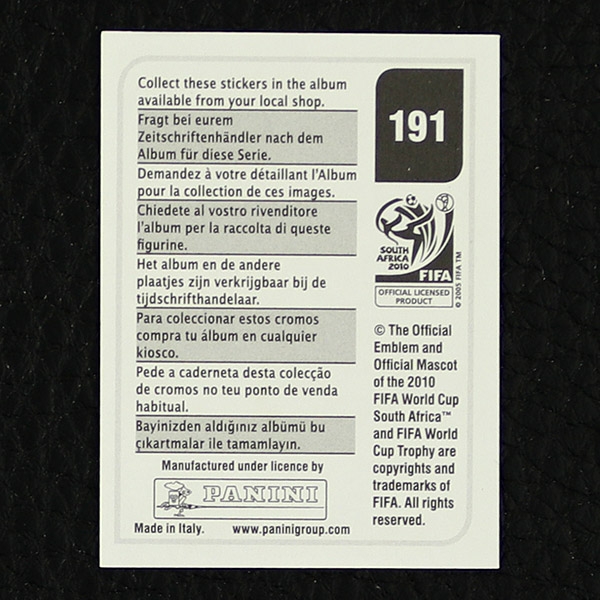 Collect these stickers in the album
available from your local shop.
Fragt bei eurem
Zeitschriftenhändler nach dem
Album für diese Serie.
Demandez à votre détaillant l'Album
pour la collection de ces images.
Chiedete al vostro rivenditore
l'album per la raccolta di queste
figurine.
Het album en de andere
plaatjes zijn verkrijgbaar bij de
tijdschrifthandelaar.
Para coleccionar estos cromos
compra tu álbum en cualquier
kiosco.
Pede a caderneta desta colecção
de cromos no teu ponto de venda
habitual.
Bayinizden aldığınız albümü bu
çıkartmalar ile tamamlayın.
Manufactured under licence by
PANINI
Made in Italy. www.paninigroup.com
191
SOUTH
AFRICA
2010
FIFA
© 2005 FIFA TM
OFFICIAL LICENSED
PRODUCT
© The Official
Emblem and
Official Mascot
of the 2010
FIFA World Cup
South Africa™
and FIFA World
Cup Trophy are
copyrights and
trademarks of
FIFA. All rights
reserved.